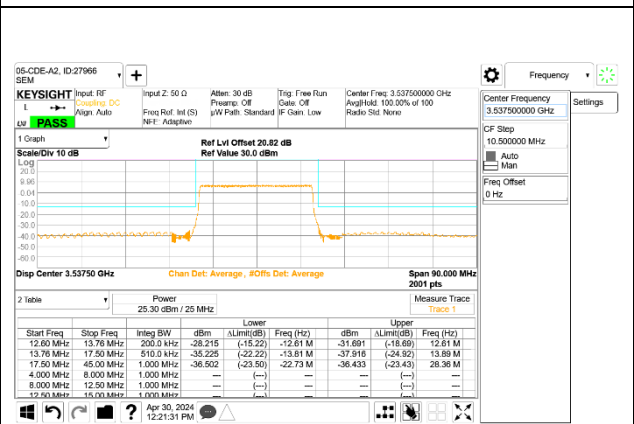 05-CDE-A2, ID:27966
SEM
+
Frequency
KEYSIGHT Input: RF Input Z: 50 Ω Atten: 30 dB Trig: Free Run Center Freq: 3.537500000 GHz
L Coupling: DC Preamp: Off Gate: Off Avg|Hold: 100.00% of 100
Align: Auto Freq Ref: Int (S) µW Path: Standard IF Gain: Low Radio Std: None
PASS NFE: Adaptive
Center Frequency
3.537500000 GHz
Settings
CF Step
10.500000 MHz
Auto
Man
Freq Offset
0 Hz
1 Graph
Ref Lvl Offset 20.82 dB
Scale/Div 10 dB Ref Value 30.0 dBm
Log
20.0
9.96
0.04
-10.0
-20.0
-30.0
-40.0
-50.0
-60.0
Disp Center 3.53750 GHz Chan Det: Average , #Offs Det: Average Span 90.000 MHz
2001 pts
2 Table Power Measure Trace
25.30 dBm / 25 MHz Trace 1
Lower Upper
Start Freq Stop Freq Integ BW dBm ΔLimit(dB) Freq (Hz) dBm ΔLimit(dB) Freq (Hz)
12.60 MHz 13.76 MHz 200.0 kHz -28.215 (-15.22) -12.61 M -31.691 (-18.69) 12.61 M
13.76 MHz 17.50 MHz 510.0 kHz -35.225 (-22.22) -13.81 M -37.916 (-24.92) 13.89 M
17.50 MHz 45.00 MHz 1.000 MHz -36.502 (-23.50) -22.73 M -36.433 (-23.43) 28.36 M
4.000 MHz 8.000 MHz 1.000 MHz --- (---) --- --- (---) ---
8.000 MHz 12.50 MHz 1.000 MHz --- (---) --- --- (---) ---
12.50 MHz 15.00 MHz 1.000 MHz --- (---) --- --- (---) ---
? Apr 30, 2024
12:21:31 PM